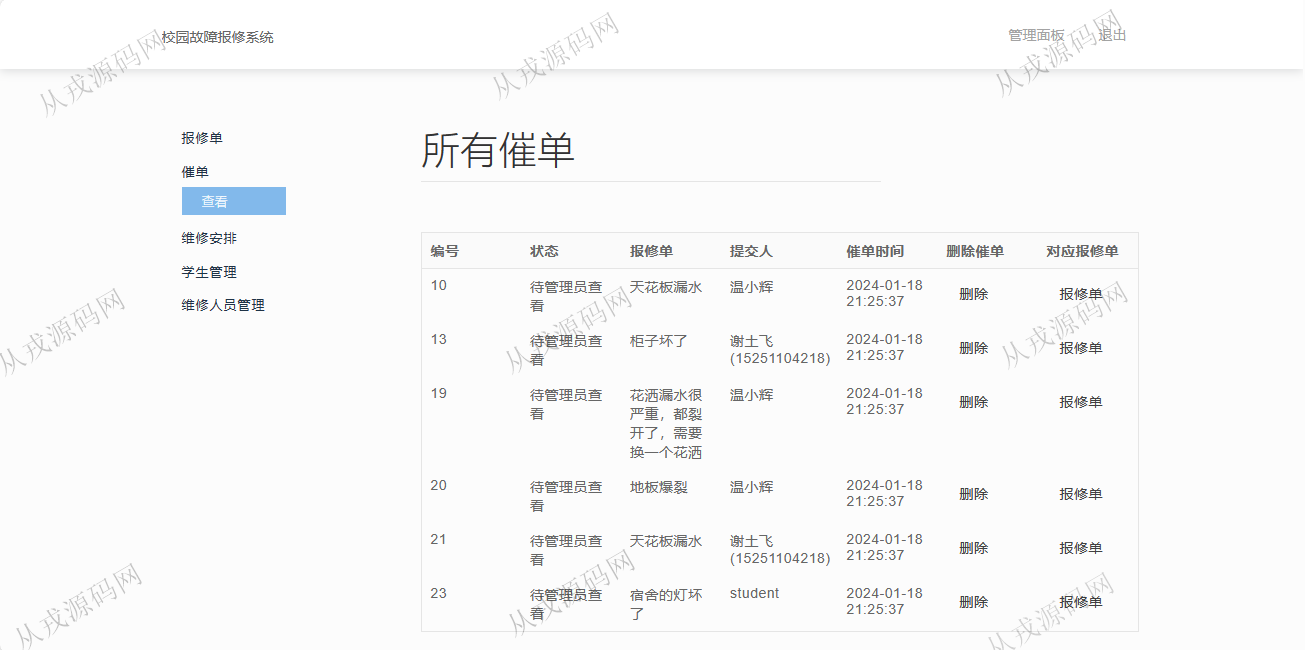 校园故障报修系统
管理面板
退出
报修单
催单
查看
维修安排
学生管理
维修人员管理
所有催单
编号 状态 报修单 提交人 催单时间 删除催单 对应报修单
10 待管理员查看 天花板漏水 温小辉 2024-01-18 21:25:37 删除 报修单
13 待管理员查看 柜子坏了 谢土飞(15251104218) 2024-01-18 21:25:37 删除 报修单
19 待管理员查看 花洒漏水很严重，都裂开了，需要换一个花洒 温小辉 2024-01-18 21:25:37 删除 报修单
20 待管理员查看 地板爆裂 温小辉 2024-01-18 21:25:37 删除 报修单
21 待管理员查看 天花板漏水 谢土飞(15251104218) 2024-01-18 21:25:37 删除 报修单
23 待管理员查看 宿舍的灯坏了 student 2024-01-18 21:25:37 删除 报修单
从戎源码网
从戎源码网
从戎源码网
从戎源码网
从戎源码网
从戎源码网
从戎源码网
从戎源码网
从戎源码网